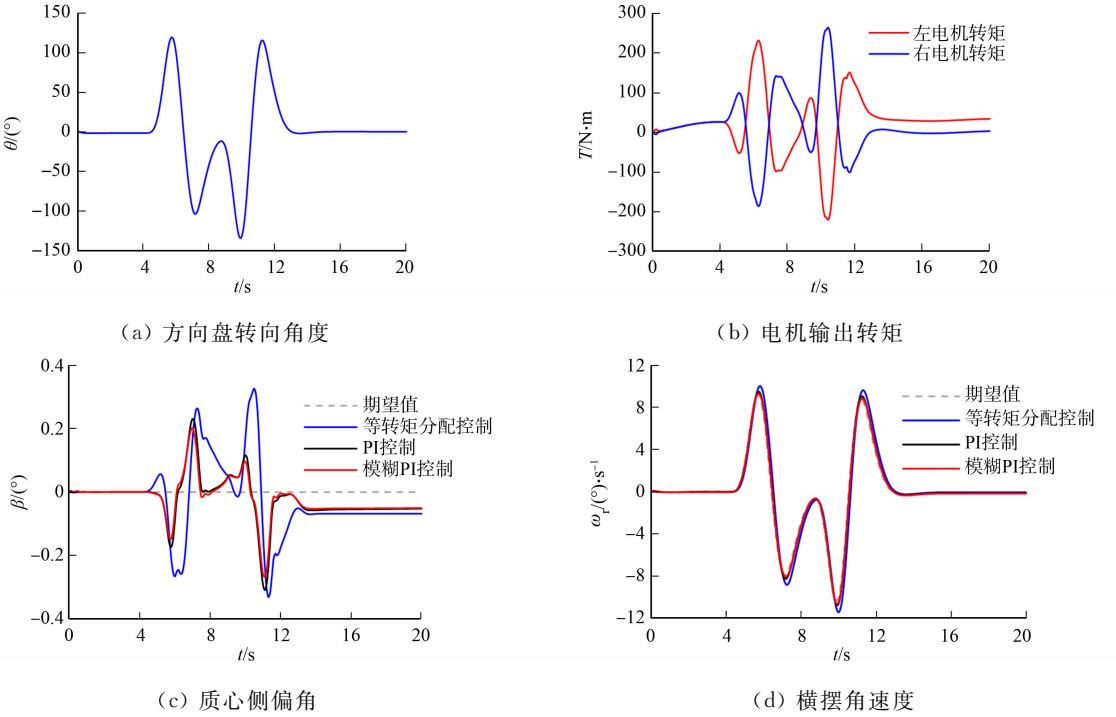 150
100
50
0
−50
−100
−150
θ/(°)
0 4 8 12 16 20
t/s
(a) 方向盘转向角度
300
200
100
0
−100
−200
−300
T/N·m
左电机转矩
右电机转矩
0 4 8 12 16 20
t/s
(b) 电机输出转矩
0.4
0.2
0
−0.2
−0.4
β/(°)
期望值
等转矩分配控制
PI控制
模糊PI控制
0 4 8 12 16 20
t/s
(c) 质心侧偏角
12
8
4
0
−4
−8
−12
ωr/(°)·s⁻¹
期望值
等转矩分配控制
PI控制
模糊PI控制
0 4 8 12 16 20
t/s
(d) 横摆角速度